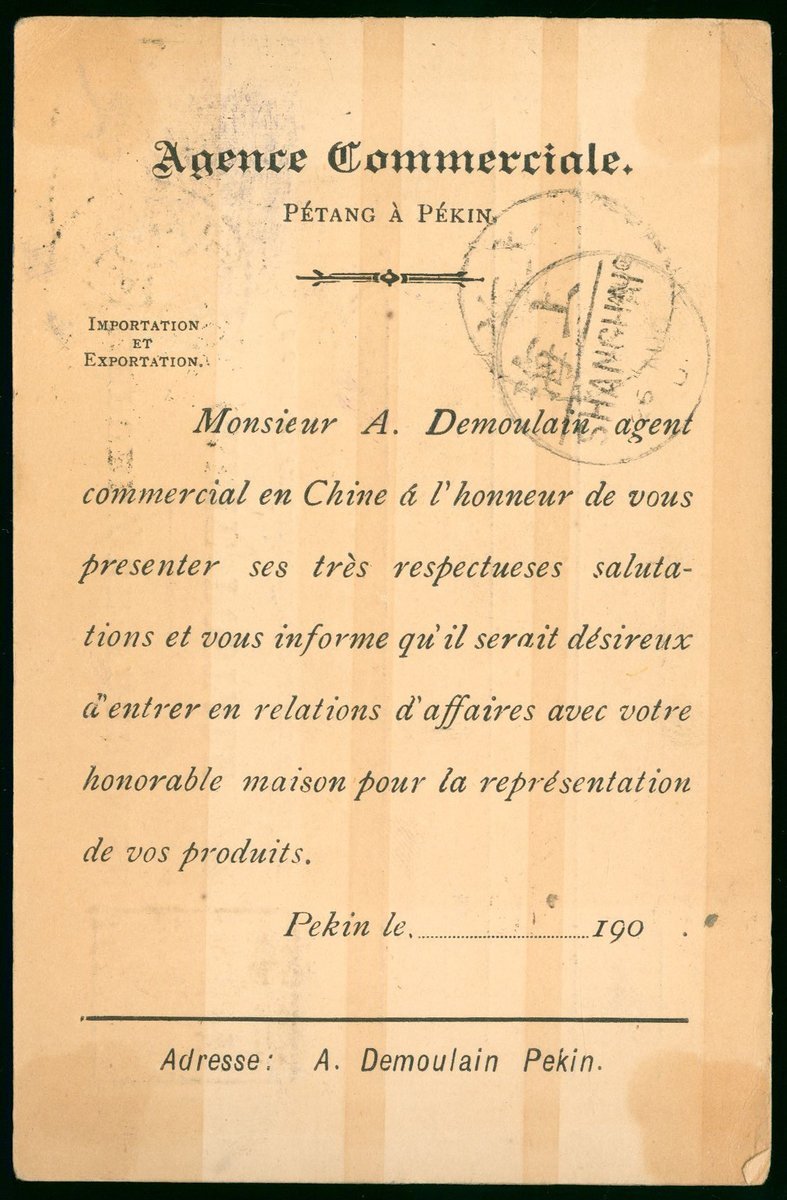 Agence Commerciale.
PÉTANG À PÉKIN.
IMPORTATION
ET
EXPORTATION.
上海
SHANGHAI
Monsieur A. Demoulain, agent
commercial en Chine á l'honneur de vous
presenter ses très respectueses saluta-
tions et vous informe qu'il serait désireux
d'entrer en relations d'affaires avec votre
honorable maison pour la représentation
de vos produits.
Pekin le..............................190 .
Adresse: A. Demoulain Pekin.